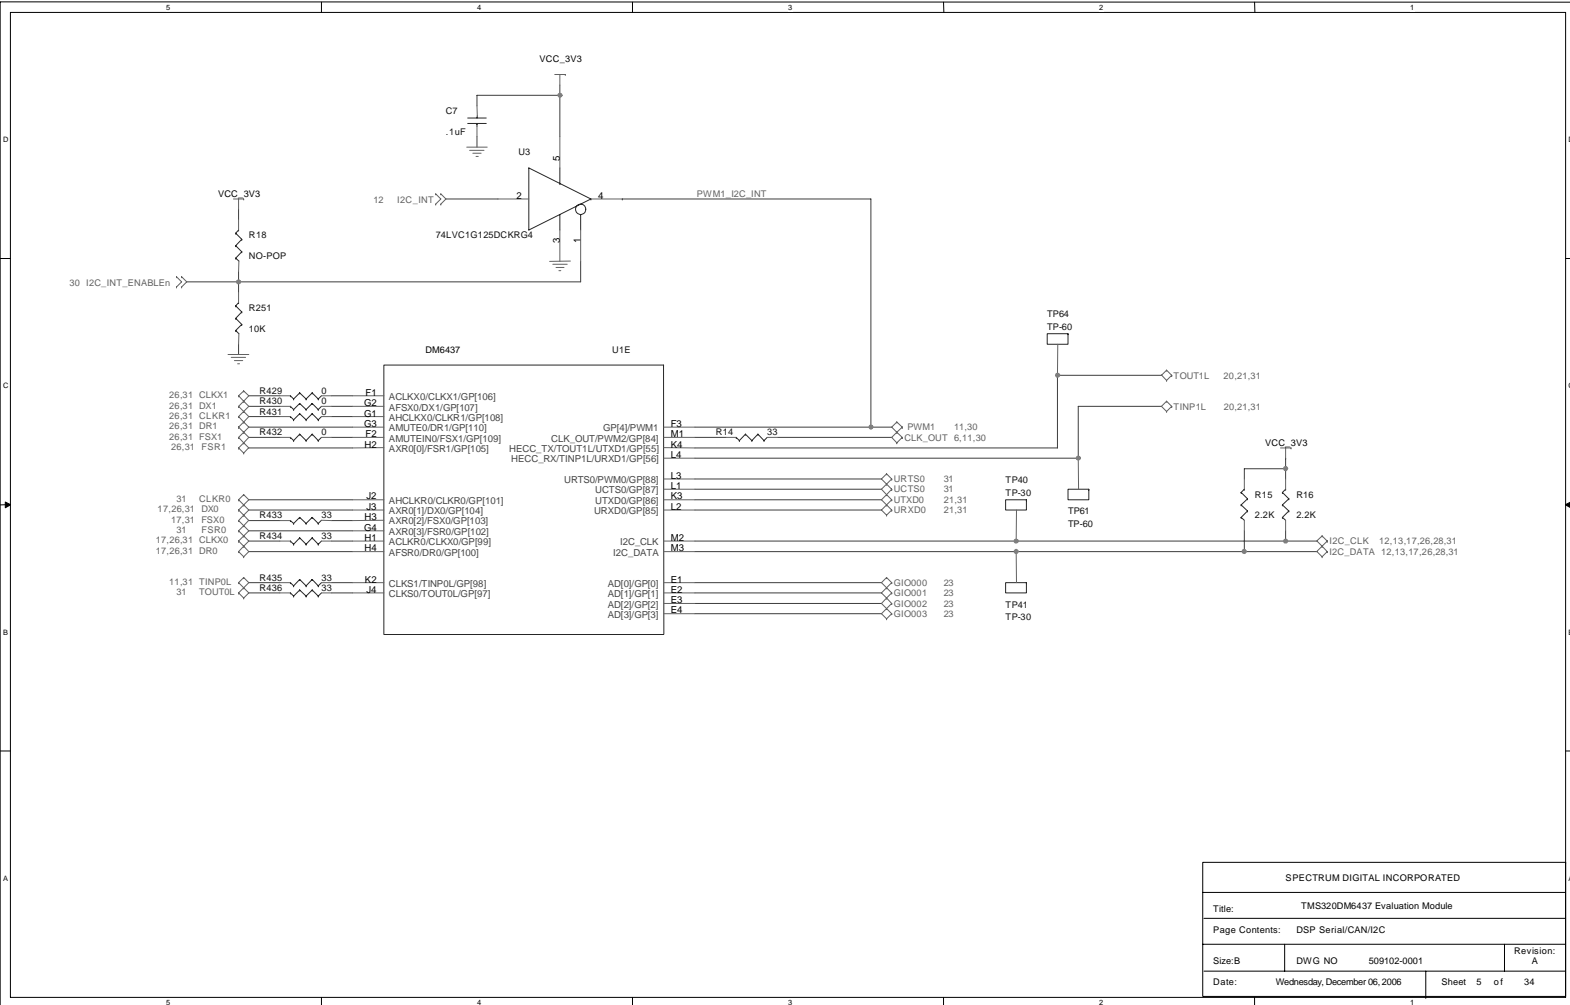 5 4 3 2 1
D
C
B
A
VCC_3V3
C7
.1uF
U3
5
12 I2C_INT
2
4
PWM1_I2C_INT
74LVC1G125DCKRG4
3
1
VCC_3V3
R18
NO-POP
30 I2C_INT_ENABLEn
R251
10K
DM6437 U1E
26,31 CLKX1 R429 0 F1 ACLKX0/CLKX1/GP[106]
26,31 DX1 R430 0 G2 AFSX0/DX1/GP[107]
26,31 CLKR1 R431 0 G1 AHCLKX0/CLKR1/GP[108]
26,31 DR1 G3 AMUTE0/DR1/GP[110]
26,31 FSX1 R432 0 F2 AMUTEIN0/FSX1/GP[109]
26,31 FSR1 H2 AXR0[0]/FSR1/GP[105]
31 CLKR0 J2 AHCLKR0/CLKR0/GP[101]
17,26,31 DX0 J3 AXR0[1]/DX0/GP[104]
17,31 FSX0 R433 33 H3 AXR0[2]/FSX0/GP[103]
31 FSR0 G4 AXR0[3]/FSR0/GP[102]
17,26,31 CLKX0 R434 33 H1 ACLKR0/CLKX0/GP[99]
17,26,31 DR0 H4 AFSR0/DR0/GP[100]
11,31 TINP0L R435 33 K2 CLKS1/TINP0L/GP[98]
31 TOUT0L R436 33 J4 CLKS0/TOUT0L/GP[97]
GP[4]/PWM1 F3 PWM1 11,30
CLK_OUT/PWM2/GP[84] M1 R14 33 CLK_OUT 6,11,30
HECC_TX/TOUT1L/UTXD1/GP[55] K4
HECC_RX/TINP1L/URXD1/GP[56] L4
URTS0/PWM0/GP[88] L3 URTS0 31
UCTS0/GP[87] L1 UCTS0 31
UTXD0/GP[86] K3 UTXD0 21,31
URXD0/GP[85] L2 URXD0 21,31
I2C_CLK M2
I2C_DATA M3
AD[0]/GP[0] E1 GIO000 23
AD[1]/GP[1] E2 GIO001 23
AD[2]/GP[2] E3 GIO002 23
AD[3]/GP[3] E4 GIO003 23
TP64
TP-60
TOUT1L 20,21,31
TINP1L 20,21,31
VCC_3V3
R15
2.2K
R16
2.2K
TP40
TP-30
TP61
TP-60
I2C_CLK 12,13,17,26,28,31
I2C_DATA 12,13,17,26,28,31
TP41
TP-30
D
C
B
A
SPECTRUM DIGITAL INCORPORATED
Title: TMS320DM6437 Evaluation Module
Page Contents: DSP Serial/CAN/I2C
Size:B DWG NO 509102-0001 Revision: A
Date: Wednesday, December 06, 2006 Sheet 5 of 34
5 4 3 2 1